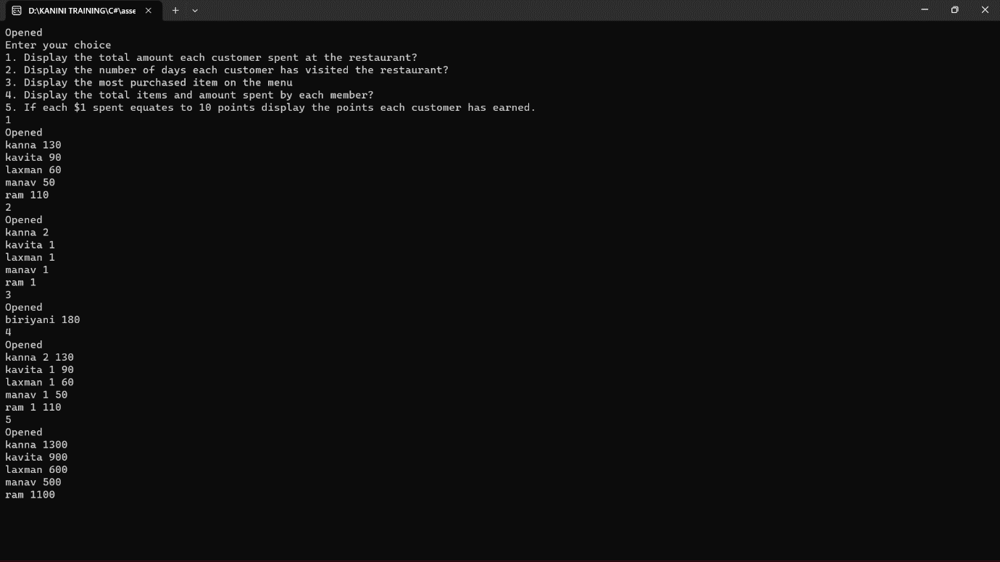 D:\KANINI TRAINING\C#\asse
Opened
Enter your choice
1. Display the total amount each customer spent at the restaurant?
2. Display the number of days each customer has visited the restaurant?
3. Display the most purchased item on the menu
4. Display the total items and amount spent by each member?
5. If each $1 spent equates to 10 points display the points each customer has earned.
1
Opened
kanna 130
kavita 90
laxman 60
manav 50
ram 110
2
Opened
kanna 2
kavita 1
laxman 1
manav 1
ram 1
3
Opened
biriyani 180
4
Opened
kanna 2 130
kavita 1 90
laxman 1 60
manav 1 50
ram 1 110
5
Opened
kanna 1300
kavita 900
laxman 600
manav 500
ram 1100